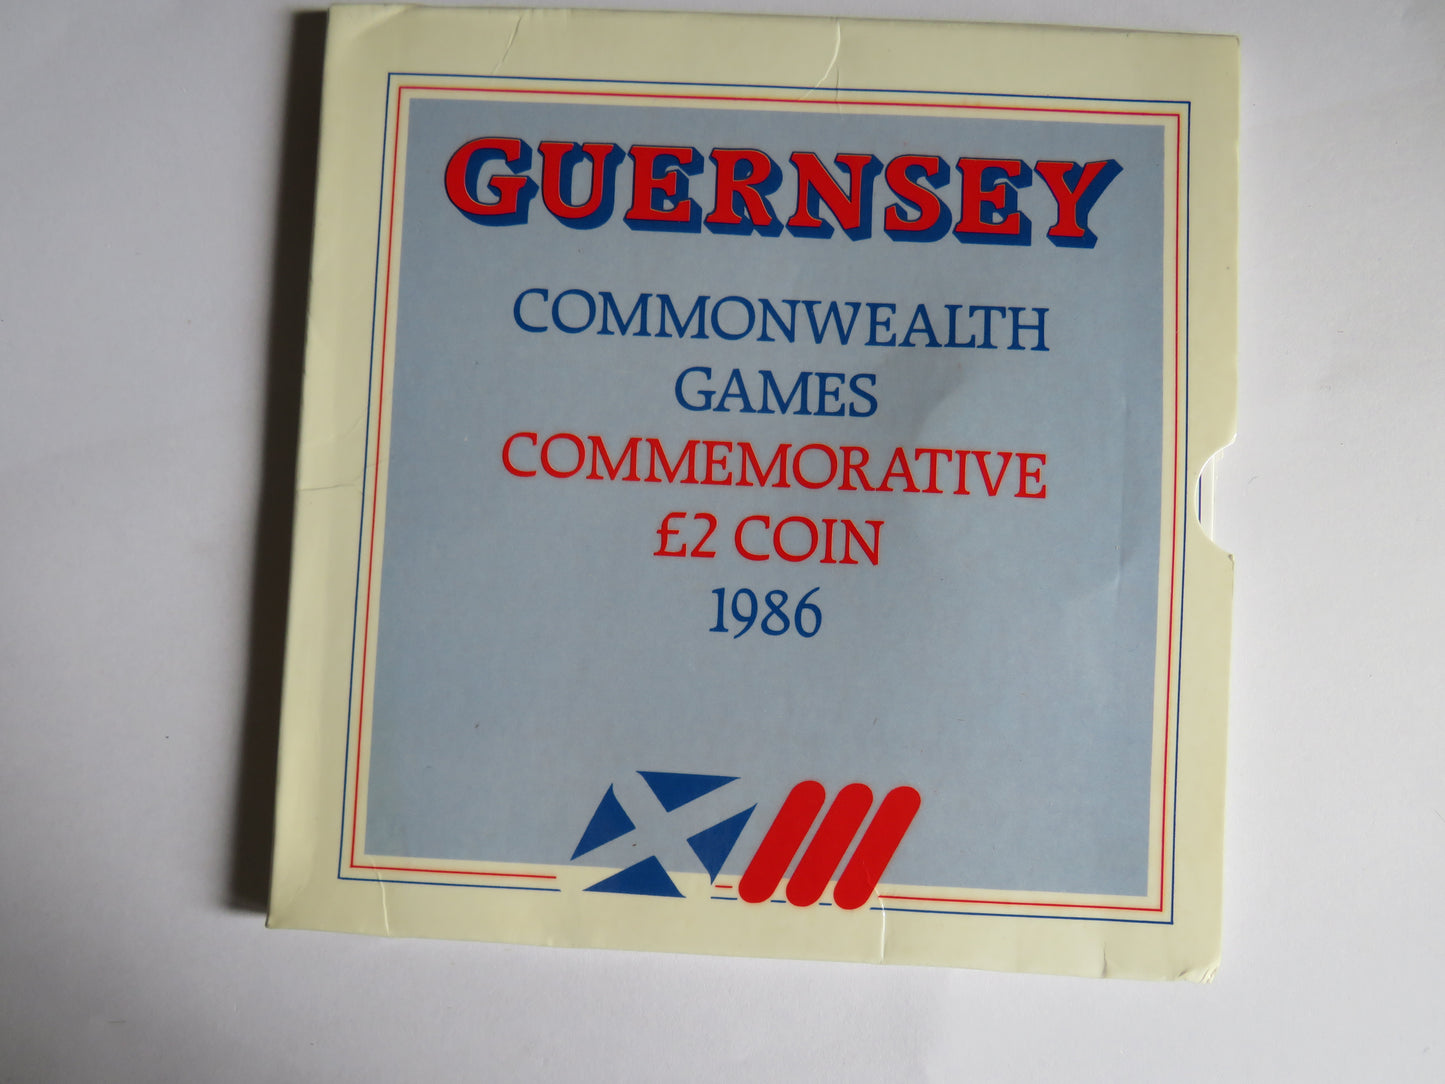 GUERNSEY
COMMONWEALTH
GAMES
COMMEMORATIVE
£2 COIN
1986